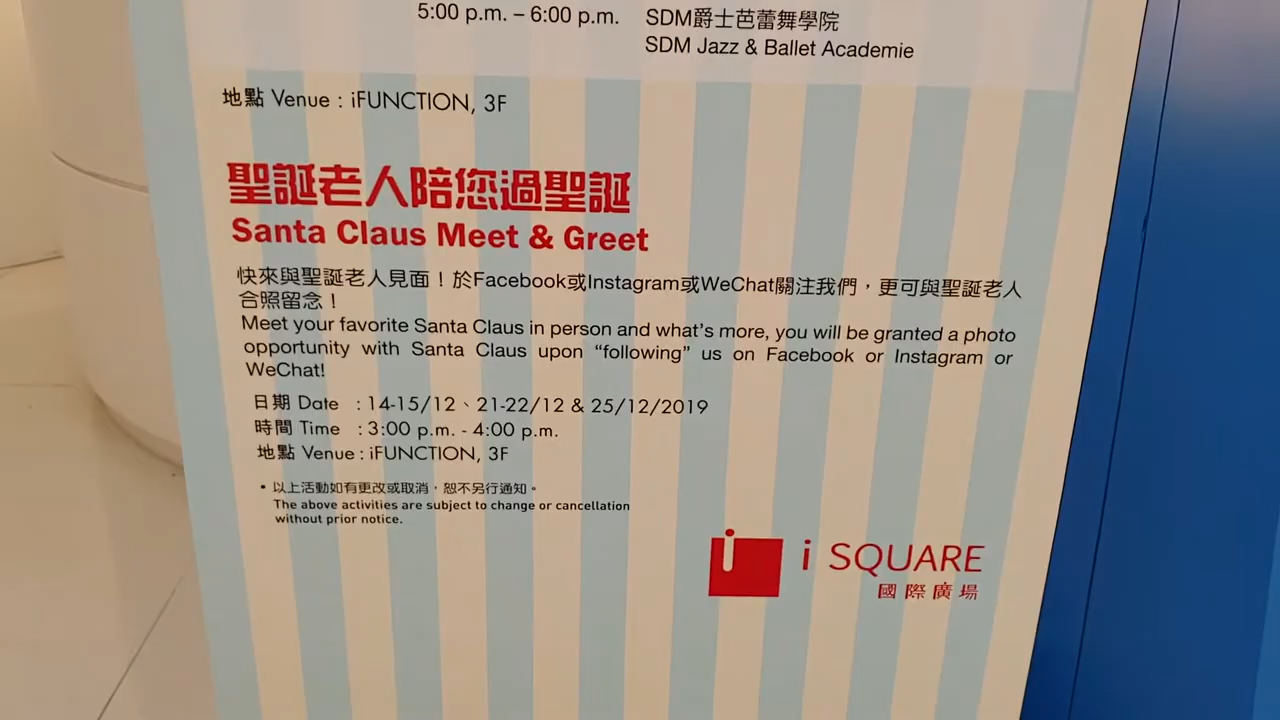 5:00 p.m. – 6:00 p.m. SDM爵士芭蕾舞學院
SDM Jazz & Ballet Academie
地點 Venue : iFUNCTION, 3F
聖誕老人陪您過聖誕
Santa Claus Meet & Greet
快來與聖誕老人見面！於Facebook或Instagram或WeChat關注我們，更可與聖誕老人
合照留念！
Meet your favorite Santa Claus in person and what's more, you will be granted a photo
opportunity with Santa Claus upon “following” us on Facebook or Instagram or
WeChat!
日期 Date : 14-15/12、21-22/12 & 25/12/2019
時間 Time : 3:00 p.m. - 4:00 p.m.
地點 Venue : iFUNCTION, 3F
• 以上活動如有更改或取消，恕不另行通知。
The above activities are subject to change or cancellation
without prior notice.
i SQUARE
國際廣場